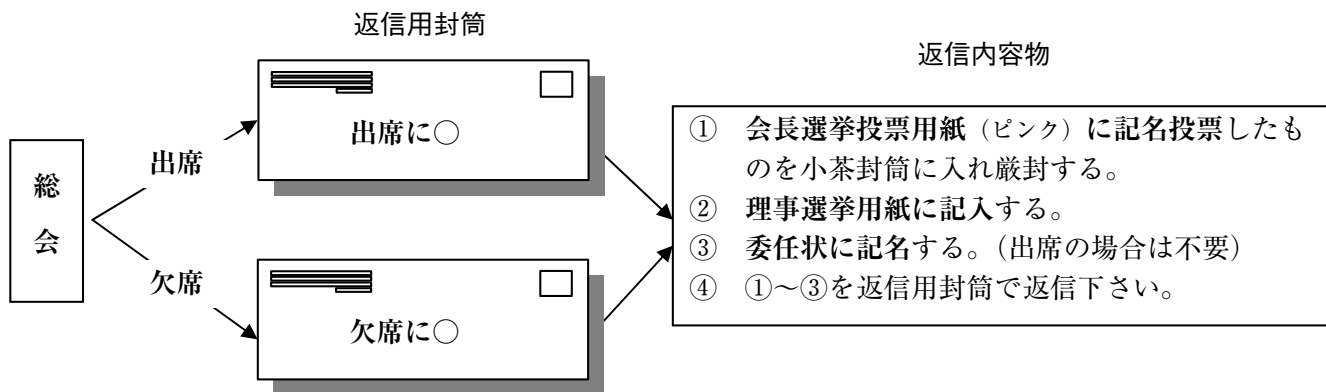 返信用封筒
返信内容物
総会
出席
欠席
出席に○
欠席に○
① 会長選挙投票用紙（ピンク）に記名投票したも
のを小茶封筒に入れ厳封する。
② 理事選挙用紙に記入する。
③ 委任状に記名する。（出席の場合は不要）
④ ①～③を返信用封筒で返信下さい。